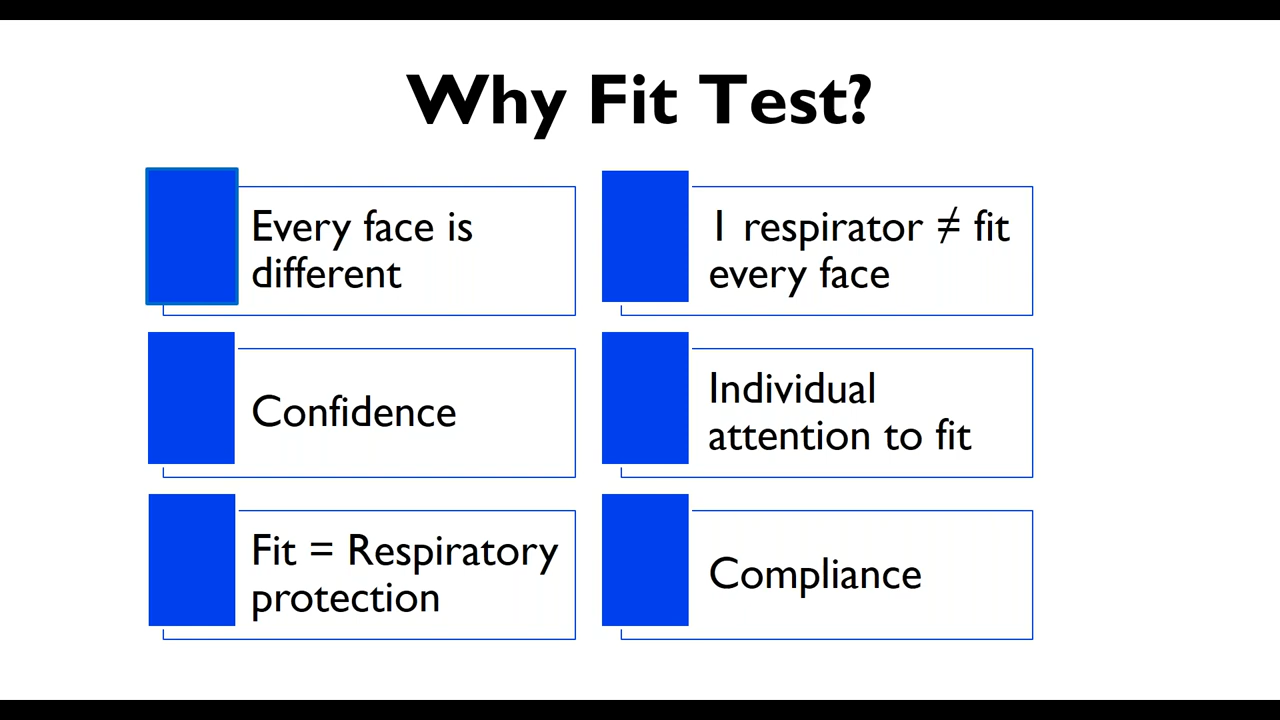 Why Fit Test?
Every face is
different
1 respirator ≠ fit
every face
Confidence
Individual
attention to fit
Fit = Respiratory
protection
Compliance